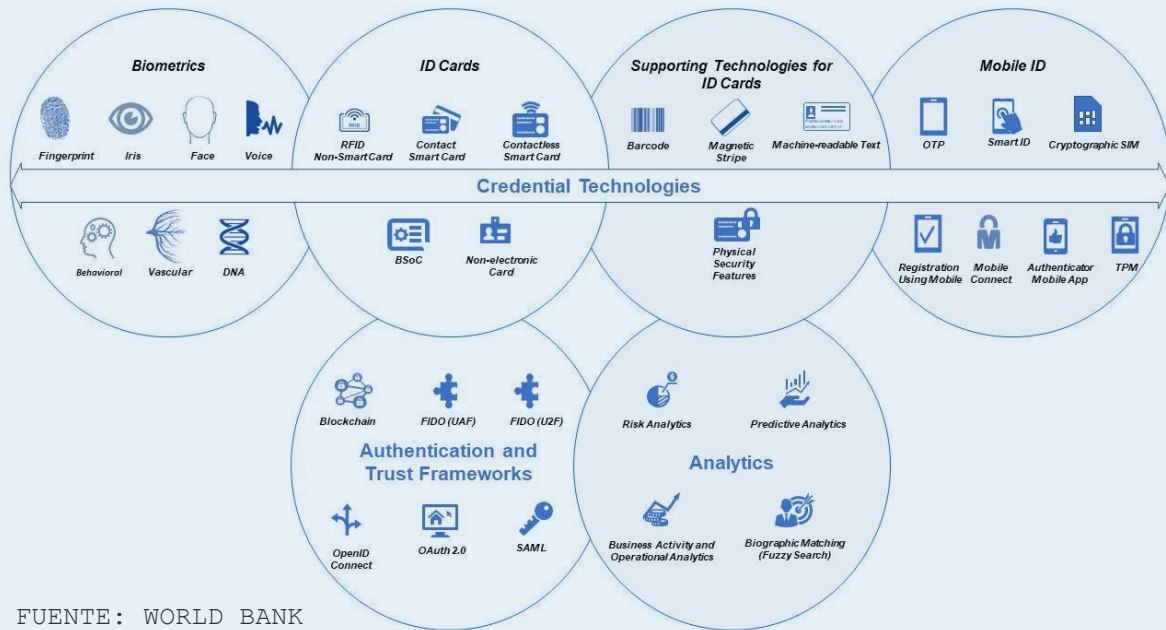 Biometrics
ID Cards
Supporting Technologies for
ID Cards
Mobile ID
Fingerprint
Iris
Face
Voice
RFID
RFID
Non-Smart Card
Contact
Smart Card
Contactless
Smart Card
Barcode
Magnetic
Stripe
Machine-readable Text
OTP
Smart ID
Cryptographic SIM
Credential Technologies
Behavioral
Vascular
DNA
BSoC
Non-electronic
Card
Physical
Security
Features
Registration
Using Mobile
Mobile
Connect
Authenticator
Mobile App
TPM
Blockchain
FIDO (UAF)
FIDO (U2F)
Authentication and
Trust Frameworks
OpenID
Connect
OAuth 2.0
SAML
Risk Analytics
Predictive Analytics
Analytics
Business Activity and
Operational Analytics
Biographic Matching
(Fuzzy Search)
FUENTE: WORLD BANK